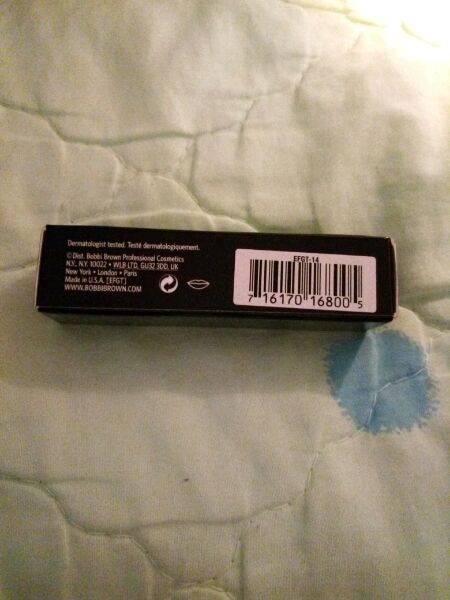 Dermatologist tested. Testé dermatologiquement.
© Dist. Bobbi Brown Professional Cosmetics
N.Y., N.Y. 10022 • WLB LTD, GU32 3DD, UK
New York • London • Paris
Made in U.S.A. [EFGT]
WWW.BOBBIBROWN.COM
EFGT-14
7 16170 16800 5